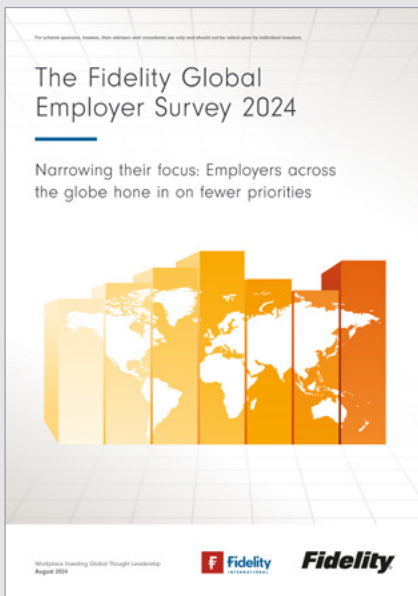 For scheme sponsors, trustees, their advisers and consultants use only and should not be relied upon by individual investors.
The Fidelity Global
Employer Survey 2024
Narrowing their focus: Employers across
the globe hone in on fewer priorities
Workplace Investing Global Thought Leadership
August 2024
Fidelity
INTERNATIONAL
Fidelity